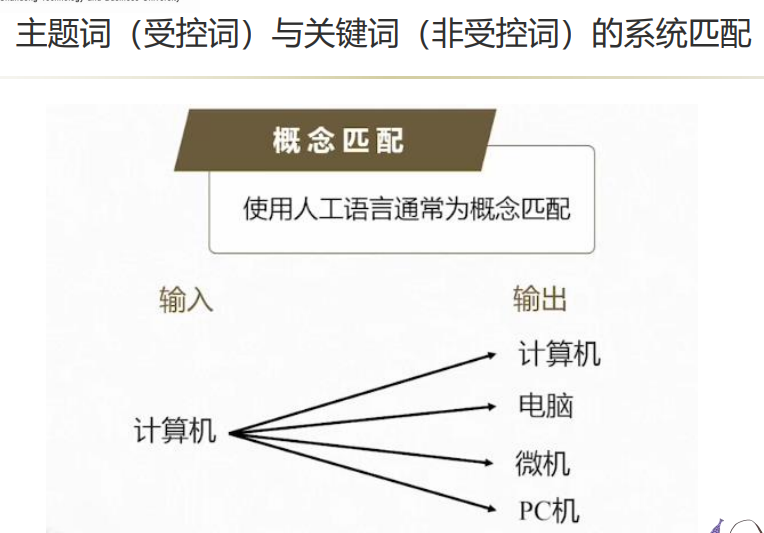 主题词（受控词）与关键词（非受控词）的系统匹配
概念匹配
使用人工语言通常为概念匹配
输入
输出
计算机
计算机
电脑
微机
PC机